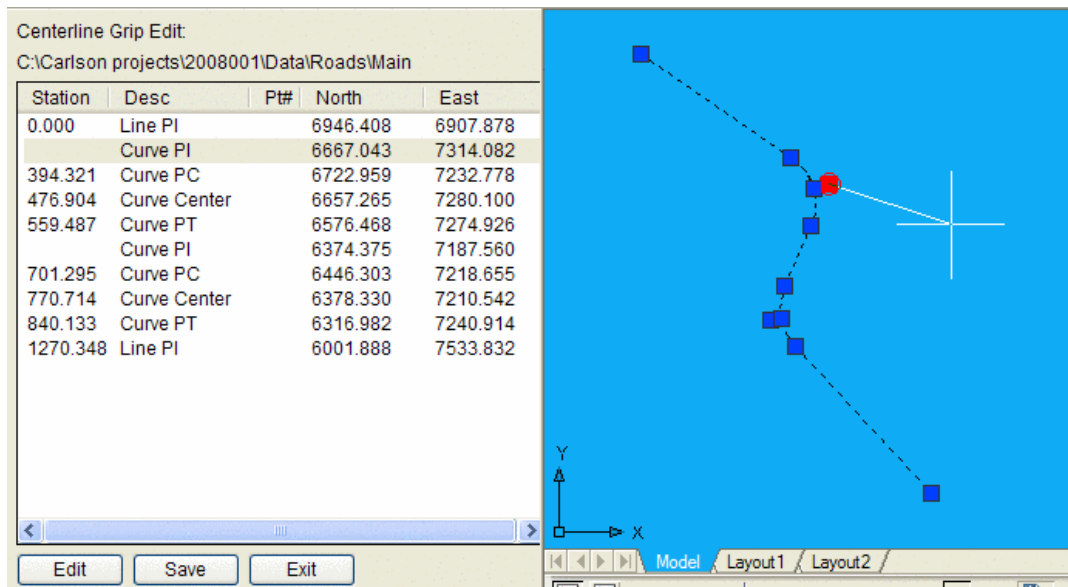 Centerline Grip Edit:
C:\Carlson projects\2008001\Data\Roads\Main
Station Desc Pt# North East
0.000 Line PI 6946.408 6907.878
Curve PI 6667.043 7314.082
394.321 Curve PC 6722.959 7232.778
476.904 Curve Center 6657.265 7280.100
559.487 Curve PT 6576.468 7274.926
Curve PI 6374.375 7187.560
701.295 Curve PC 6446.303 7218.655
770.714 Curve Center 6378.330 7210.542
840.133 Curve PT 6316.982 7240.914
1270.348 Line PI 6001.888 7533.832
Edit Save Exit
Y
X
Model Layout1 Layout2